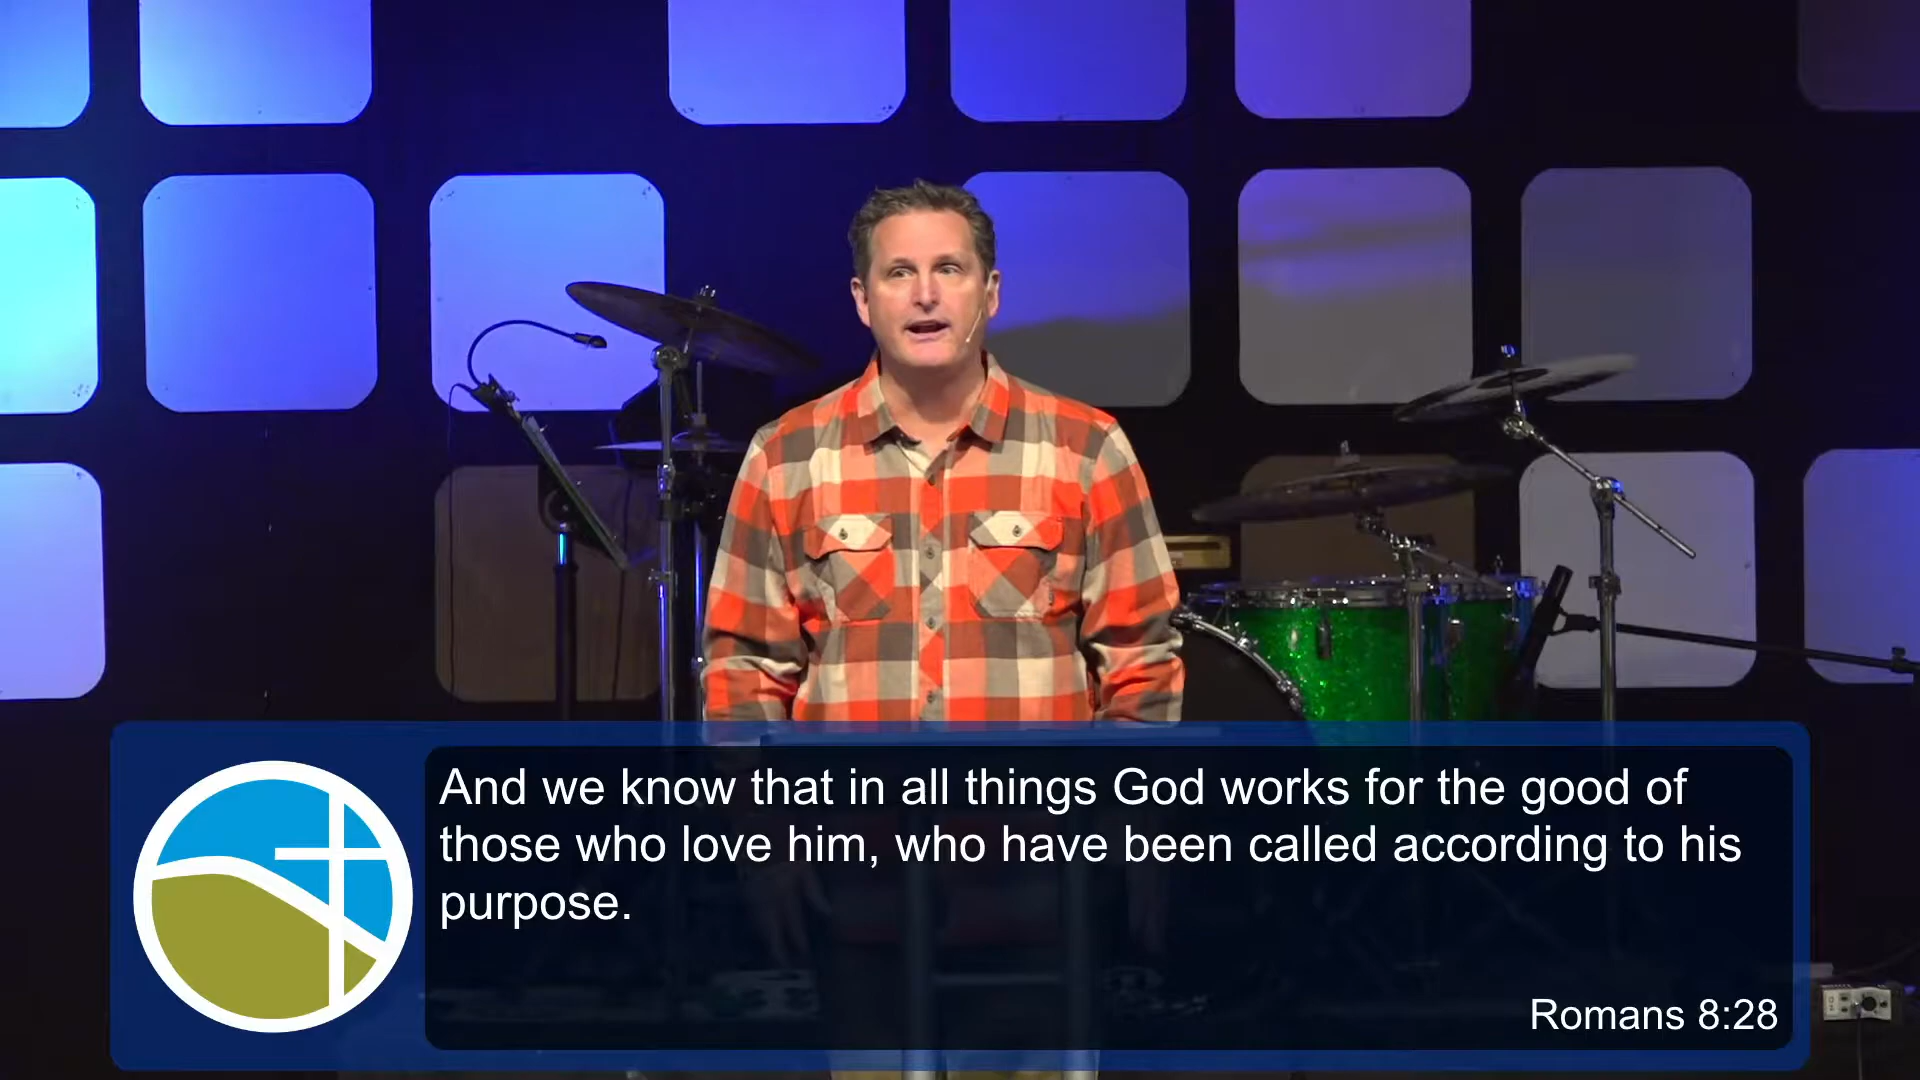 And we know that in all things God works for the good of
those who love him, who have been called according to his
purpose.
Romans 8:28